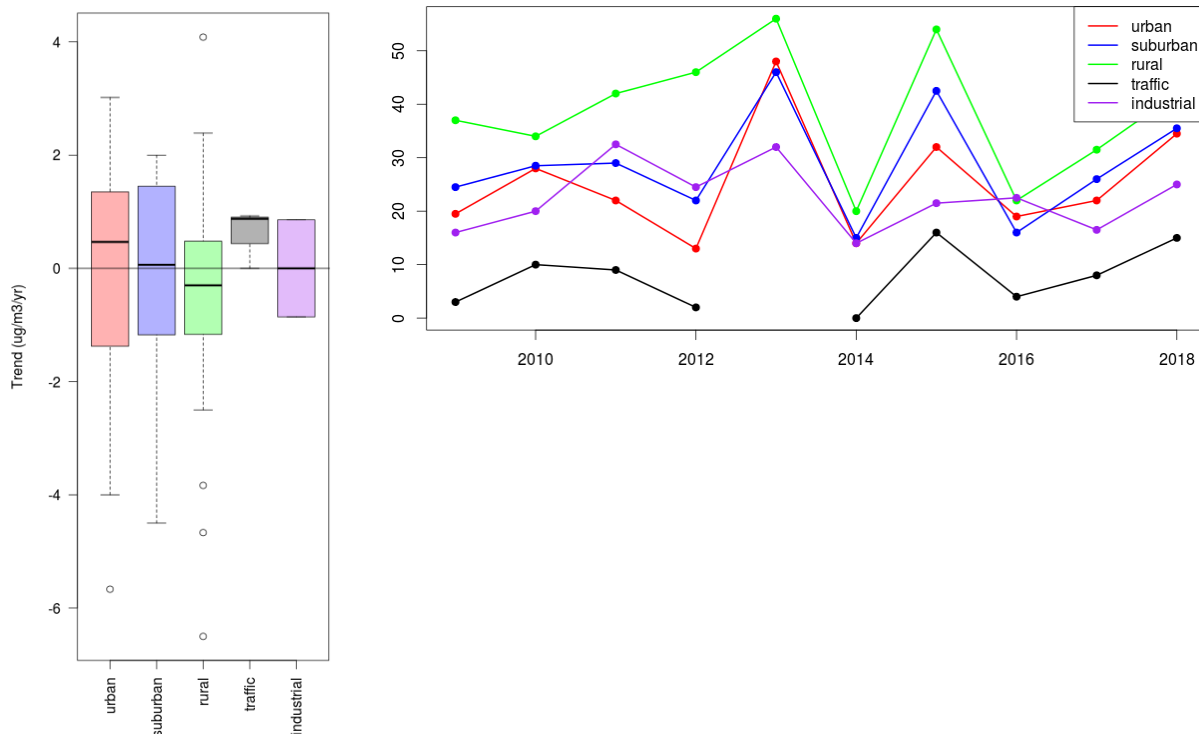 Trend (ug/m3/yr)
4
2
0
-2
-4
-6
urban
suburban
rural
traffic
industrial
50
40
30
20
10
0
2010
2012
2014
2016
2018
urban
suburban
rural
traffic
industrial